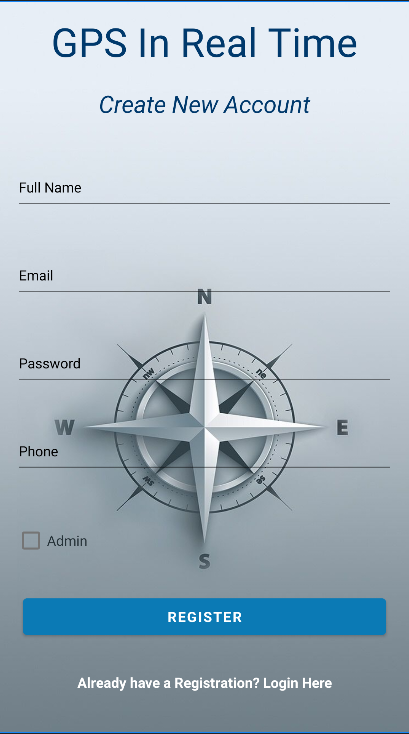 GPS In Real Time
Create New Account
Full Name
Email
N
nw
ne
Password
W
E
Phone
sw
se
Admin
S
REGISTER
Already have a Registration? Login Here